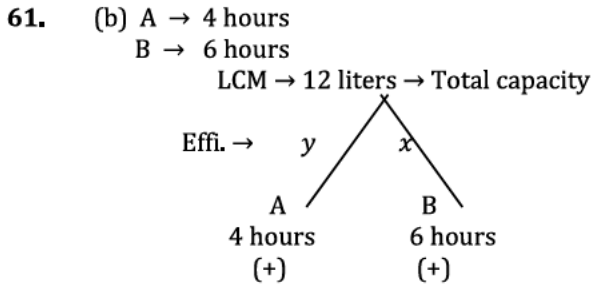 61. (b) A → 4 hours
B → 6 hours
LCM → 12 liters → Total capacity
Effi. → y x
A B
4 hours 6 hours
(+) (+)